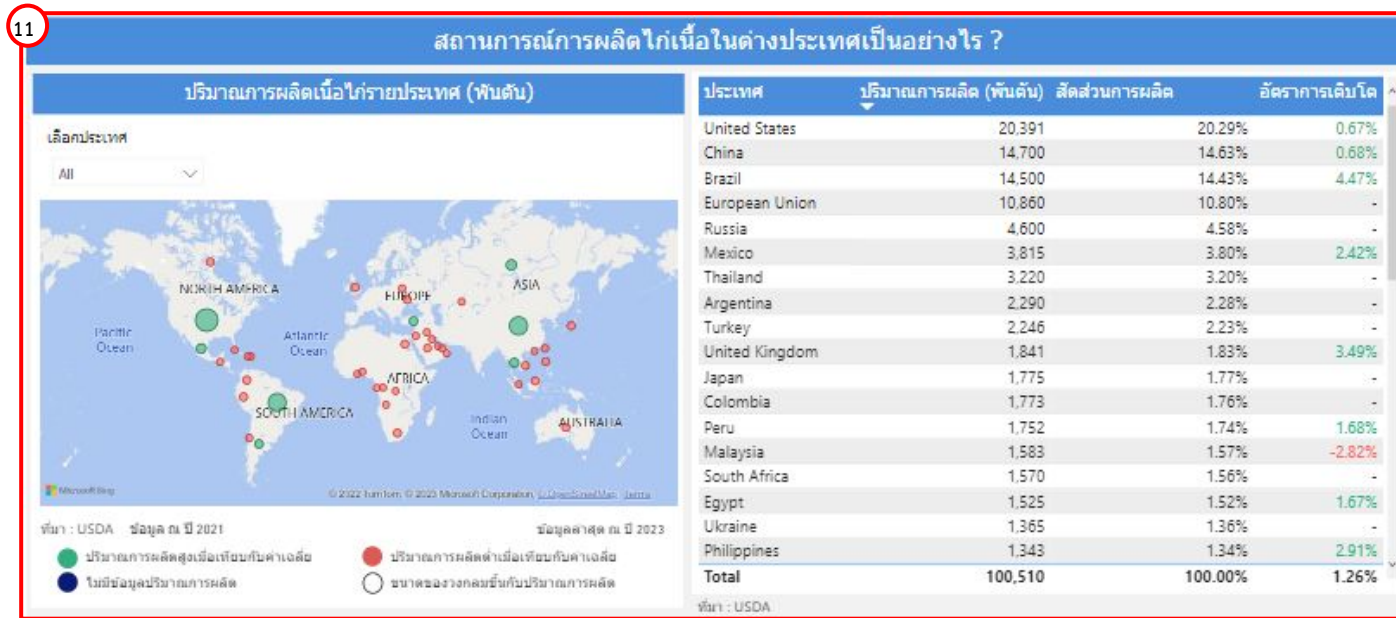 11
สถานการณ์การผลิตไก่เนื้อในต่างประเทศเป็นอย่างไร ?
ปริมาณการผลิตเนื้อไก่รายประเทศ (พันตัน)
เลือกประเทศ
All
NORTH AMERICA
EUROPE
ASIA
Pacific
Ocean
Atlantic
Ocean
AFRICA
SOUTH AMERICA
Indian
Ocean
AUSTRALIA
Microsoft Bing
© 2022 TomTom, © 2023 Microsoft Corporation, © OpenStreetMap Terms
ที่มา : USDA ข้อมูล ณ ปี 2021
ข้อมูลล่าสุด ณ ปี 2023
ปริมาณการผลิตสูงเมื่อเทียบกับค่าเฉลี่ย
ปริมาณการผลิตต่ำเมื่อเทียบกับค่าเฉลี่ย
ไม่มีข้อมูลปริมาณการผลิต
ขนาดของวงกลมขึ้นกับปริมาณการผลิต
ประเทศ ปริมาณการผลิต (พันตัน) สัดส่วนการผลิต อัตราการเติบโต
United States 20,391 20.29% 0.67%
China 14,700 14.63% 0.68%
Brazil 14,500 14.43% 4.47%
European Union 10,860 10.80% -
Russia 4,600 4.58% -
Mexico 3,815 3.80% 2.42%
Thailand 3,220 3.20% -
Argentina 2,290 2.28% -
Turkey 2,246 2.23% -
United Kingdom 1,841 1.83% 3.49%
Japan 1,775 1.77% -
Colombia 1,773 1.76% -
Peru 1,752 1.74% 1.68%
Malaysia 1,583 1.57% -2.82%
South Africa 1,570 1.56% -
Egypt 1,525 1.52% 1.67%
Ukraine 1,365 1.36% -
Philippines 1,343 1.34% 2.91%
Total 100,510 100.00% 1.26%
ที่มา : USDA